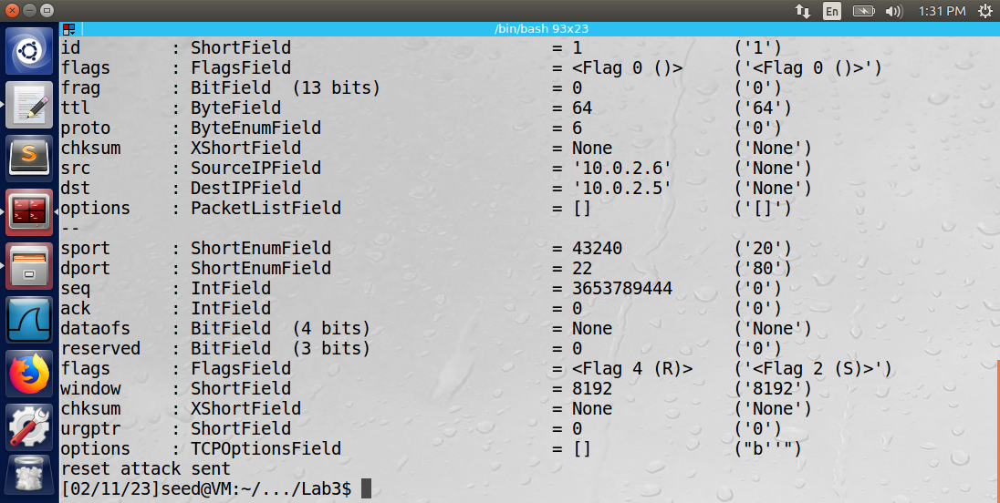 En 1:31 PM
/bin/bash 93x23
id : ShortField = 1 ('1')
flags : FlagsField = <Flag 0 ()> ('<Flag 0 ()>')
frag : BitField (13 bits) = 0 ('0')
ttl : ByteField = 64 ('64')
proto : ByteEnumField = 6 ('0')
chksum : XShortField = None ('None')
src : SourceIPField = '10.0.2.6' ('None')
dst : DestIPField = '10.0.2.5' ('None')
options : PacketListField = [] ('[]')
--
sport : ShortEnumField = 43240 ('20')
dport : ShortEnumField = 22 ('80')
seq : IntField = 3653789444 ('0')
ack : IntField = 0 ('0')
dataofs : BitField (4 bits) = None ('None')
reserved : BitField (3 bits) = 0 ('0')
flags : FlagsField = <Flag 4 (R)> ('<Flag 2 (S)>')
window : ShortField = 8192 ('8192')
chksum : XShortField = None ('None')
urgptr : ShortField = 0 ('0')
options : TCPOptionsField = [] ("b''")
reset attack sent
[02/11/23]seed@VM:~/.../Lab3$